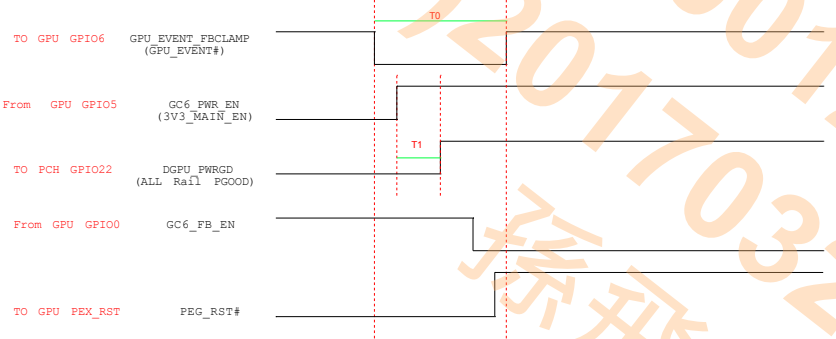 T0
TO GPU GPIO6 GPU_EVENT_FBCLAMP
(GPU_EVENT#)
From GPU GPIO5 GC6_PWR_EN
(3V3_MAIN_EN)
T1
TO PCH GPIO22 DGPU_PWRGD
(ALL Rail PGOOD)
From GPU GPIO0 GC6_FB_EN
TO GPU PEX_RST PEG_RST#